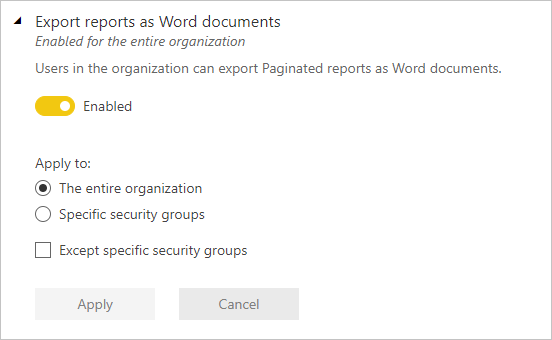 Export reports as Word documents
Enabled for the entire organization
Users in the organization can export Paginated reports as Word documents.
Enabled
Apply to:
The entire organization
Specific security groups
Except specific security groups
Apply Cancel